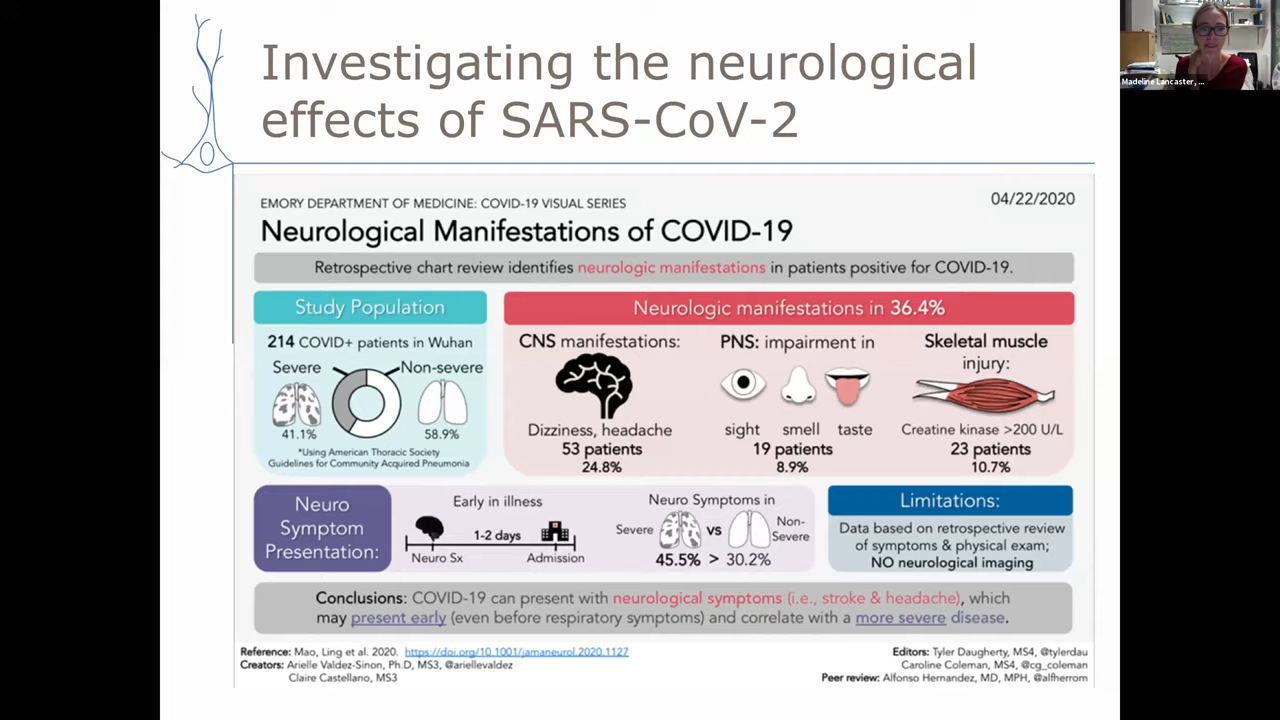 Investigating the neurological
effects of SARS-CoV-2
Madeline Lancaster, ...
EMORY DEPARTMENT OF MEDICINE: COVID-19 VISUAL SERIES
04/22/2020
Neurological Manifestations of COVID-19
Retrospective chart review identifies neurologic manifestations in patients positive for COVID-19.
Study Population
214 COVID+ patients in Wuhan
Severe
Non-severe
41.1%
58.9%
*Using American Thoracic Society
Guidelines for Community Acquired Pneumonia
Neurologic manifestations in 36.4%
CNS manifestations:
Dizziness, headache
53 patients
24.8%
PNS: impairment in
sight smell taste
19 patients
8.9%
Skeletal muscle
injury:
Creatine kinase >200 U/L
23 patients
10.7%
Neuro
Symptom
Presentation:
Early in illness
1-2 days
Neuro Sx
Admission
Neuro Symptoms in
Severe vs Non-
Severe
45.5% > 30.2%
Limitations:
Data based on retrospective review
of symptoms & physical exam;
NO neurological imaging
Conclusions: COVID-19 can present with neurological symptoms (i.e., stroke & headache), which
may present early (even before respiratory symptoms) and correlate with a more severe disease.
Reference: Mao, Ling et al. 2020. https://doi.org/10.1001/jamaneurol.2020.1127
Creators: Arielle Valdez-Sinon, Ph.D, MS3, @ariellevaldez
Claire Castellano, MS3
Editors: Tyler Daugherty, MS4, @tylerdau
Caroline Coleman, MS4, @cg_coleman
Peer review: Alfonso Hernandez, MD, MPH, @alfherrom